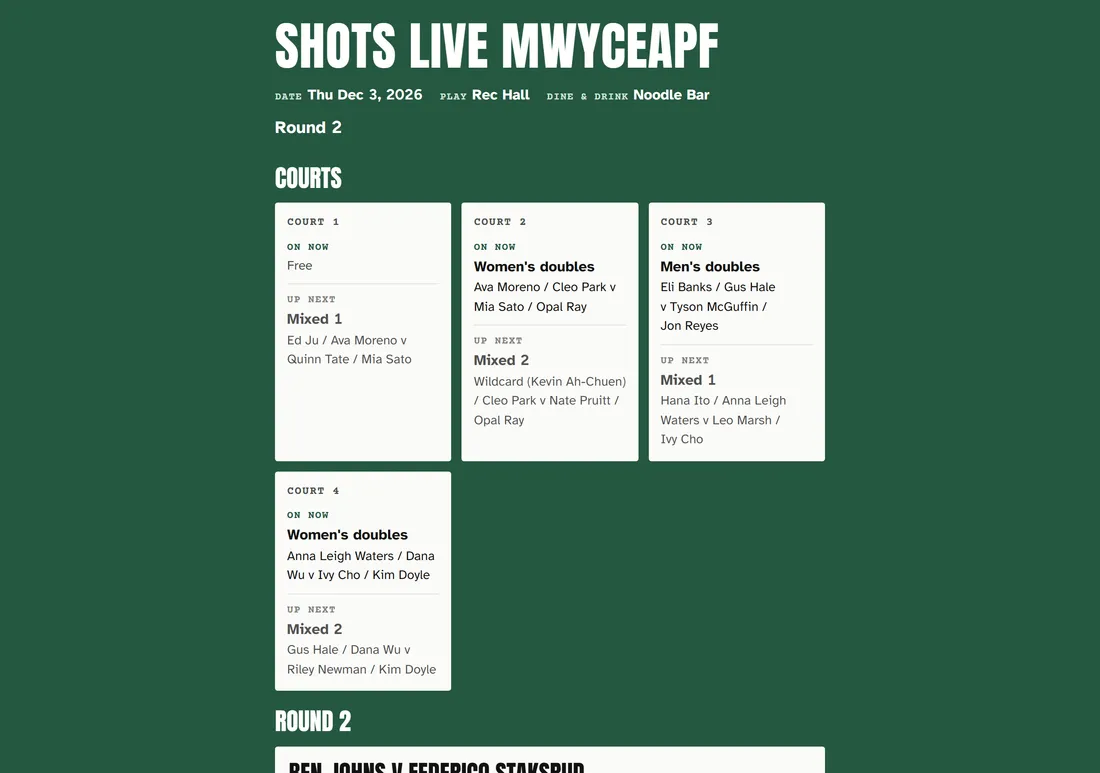 SHOTS LIVE MWYCEAPF
DATE Thu Dec 3, 2026 PLAY Rec Hall DINE & DRINK Noodle Bar
Round 2
COURTS
COURT 1
ON NOW
Free
UP NEXT
Mixed 1
Ed Ju / Ava Moreno v
Quinn Tate / Mia Sato
COURT 2
ON NOW
Women's doubles
Ava Moreno / Cleo Park v
Mia Sato / Opal Ray
UP NEXT
Mixed 2
Wildcard (Kevin Ah-Chuen)
/ Cleo Park v Nate Pruitt /
Opal Ray
COURT 3
ON NOW
Men's doubles
Eli Banks / Gus Hale
v Tyson McGuffin /
Jon Reyes
UP NEXT
Mixed 1
Hana Ito / Anna Leigh
Waters v Leo Marsh /
Ivy Cho
COURT 4
ON NOW
Women's doubles
Anna Leigh Waters / Dana
Wu v Ivy Cho / Kim Doyle
UP NEXT
Mixed 2
Gus Hale / Dana Wu v
Riley Newman / Kim Doyle
ROUND 2
BEN JOHNS V FEDERICO STAKSRUD